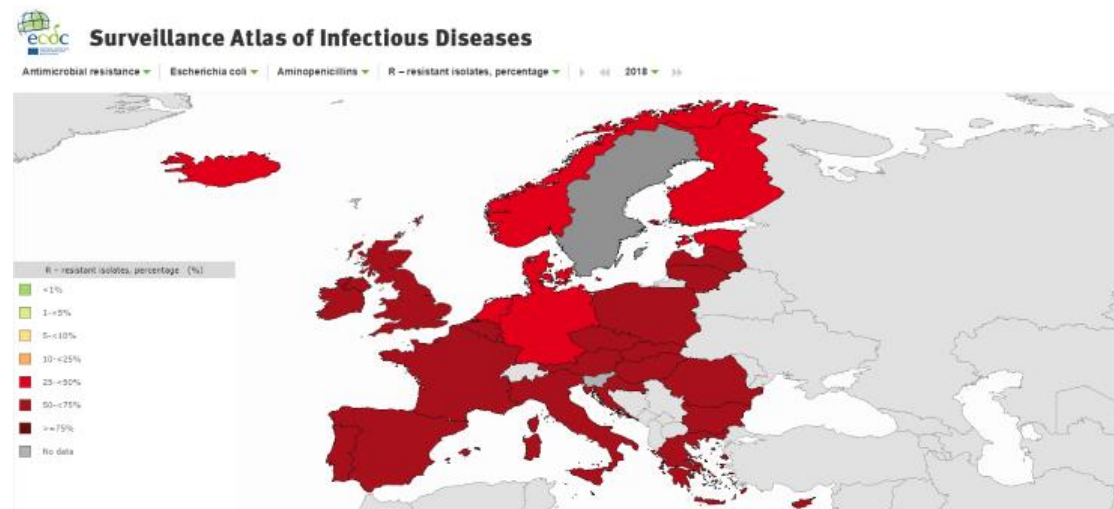 ecdc
Surveillance Atlas of Infectious Diseases
Antimicrobial resistance Escherichia coli Aminopenicillins R – resistant isolates, percentage 2018
R – resistant isolates, percentage (%)
<1%
1-<5%
5-<10%
10-<25%
25-<50%
50-<75%
>=75%
No data